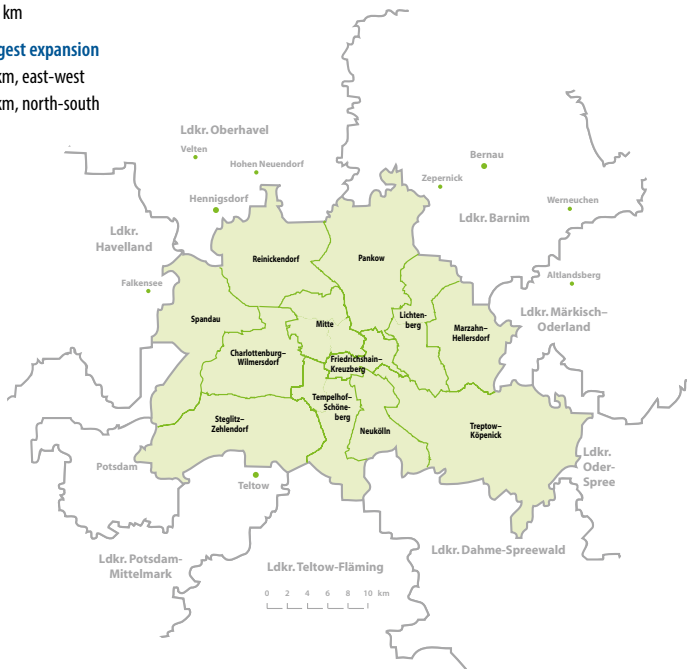 km
gest expansion
km, east-west
km, north-south
Ldkr. Oberhavel
Velten
Hohen Neuendorf
Bernau
Zepernick
Hennigsdorf
Werneuchen
Ldkr. Barnim
Ldkr.
Havelland
Reinickendorf
Pankow
Falkensee
Altlandsberg
Spandau
Mitte
Lichten-
berg
Marzahn–
Hellersdorf
Ldkr. Märkisch–
Oderland
Charlottenburg–
Wilmersdorf
Friedrichshain–
Kreuzberg
Steglitz–
Zehlendorf
Tempelhof–
Schöne-
berg
Neukölln
Treptow–
Köpenick
Potsdam
Teltow
Ldkr.
Oder-
Spree
Ldkr. Potsdam-
Mittelmark
Ldkr. Teltow-Fläming
Ldkr. Dahme-Spreewald
0 2 4 6 8 10 km